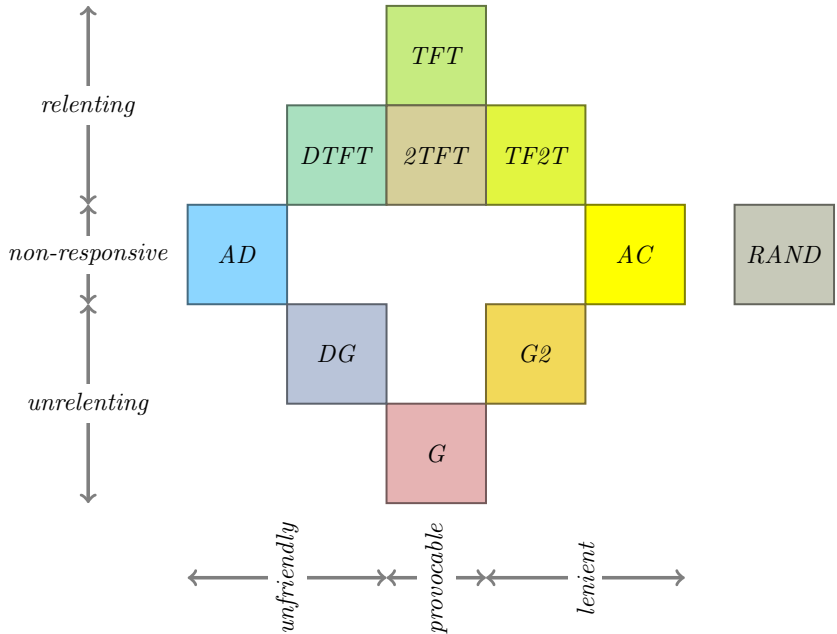 TFT
relenting
DTFT 2TFT TF2T
non-responsive AD AC RAND
DG G2
unrelenting
G
unfriendly provocable lenient